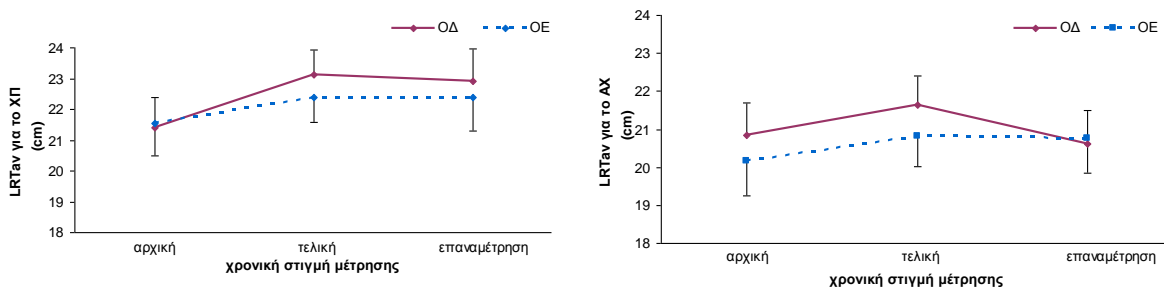 ΟΔ ΟΕ
LRTav για το ΧΠ
(cm)
24
23
22
21
20
19
18
αρχική τελική επαναμέτρηση
χρονική στιγμή μέτρησης
ΟΔ ΟΕ
LRTav για το ΑΧ
(cm)
24
23
22
21
20
19
18
αρχική τελική επαναμέτρηση
χρονική στιγμή μέτρησης